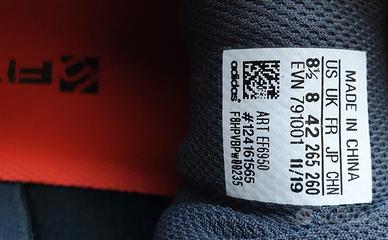 MADE IN CHINA
US UK FR JP CHN
8½ 8 42 265 260
EVN 791001 11/19
ART EF6950
#124161565
F8HPVBPW00235
adidas